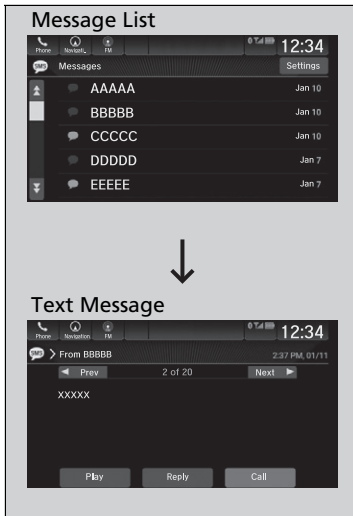 Message List
Phone Navigati. FM 12:34
SMS Messages Settings
AAAAA Jan 10
BBBBB Jan 10
CCCCC Jan 10
DDDDD Jan 7
EEEEE Jan 7
Text Message
Phone Navigation FM 12:34
SMS From BBBBB 2:37 PM, 01/11
Prev 2 of 20 Next
XXXXX
Play Reply Call